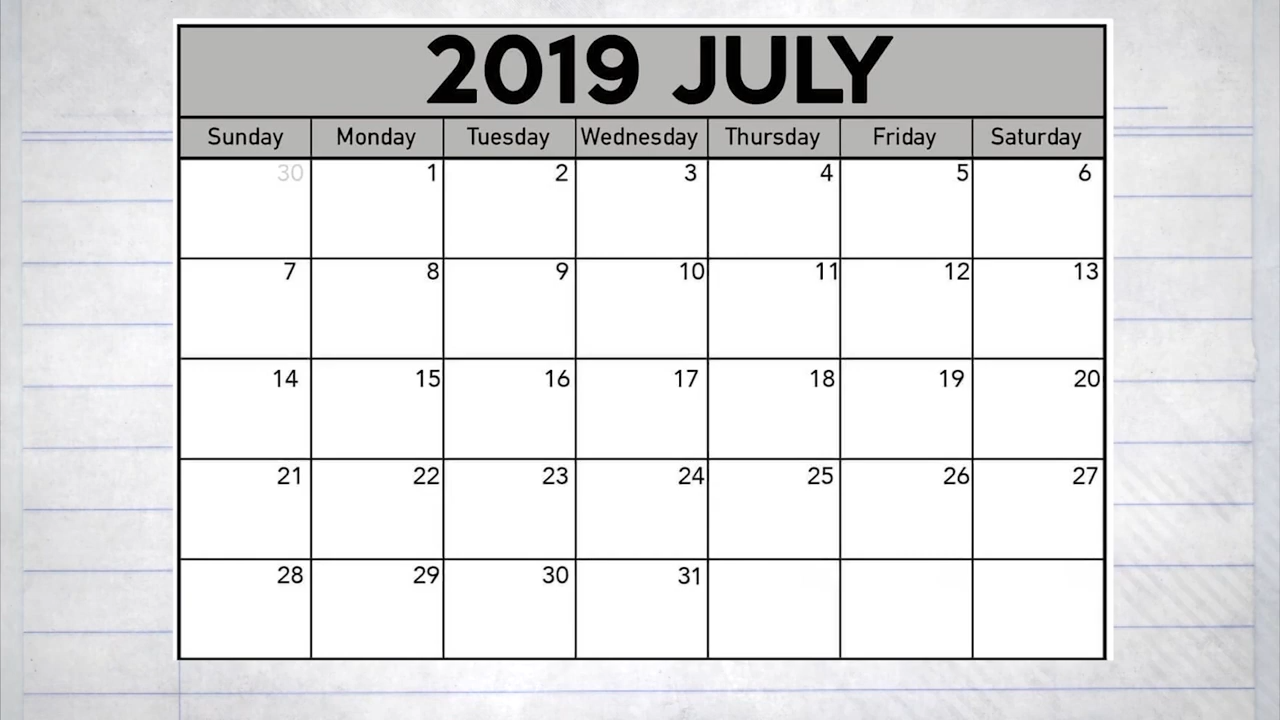 2019 JULY
Sunday Monday Tuesday Wednesday Thursday Friday Saturday
30 1 2 3 4 5 6
7 8 9 10 11 12 13
14 15 16 17 18 19 20
21 22 23 24 25 26 27
28 29 30 31